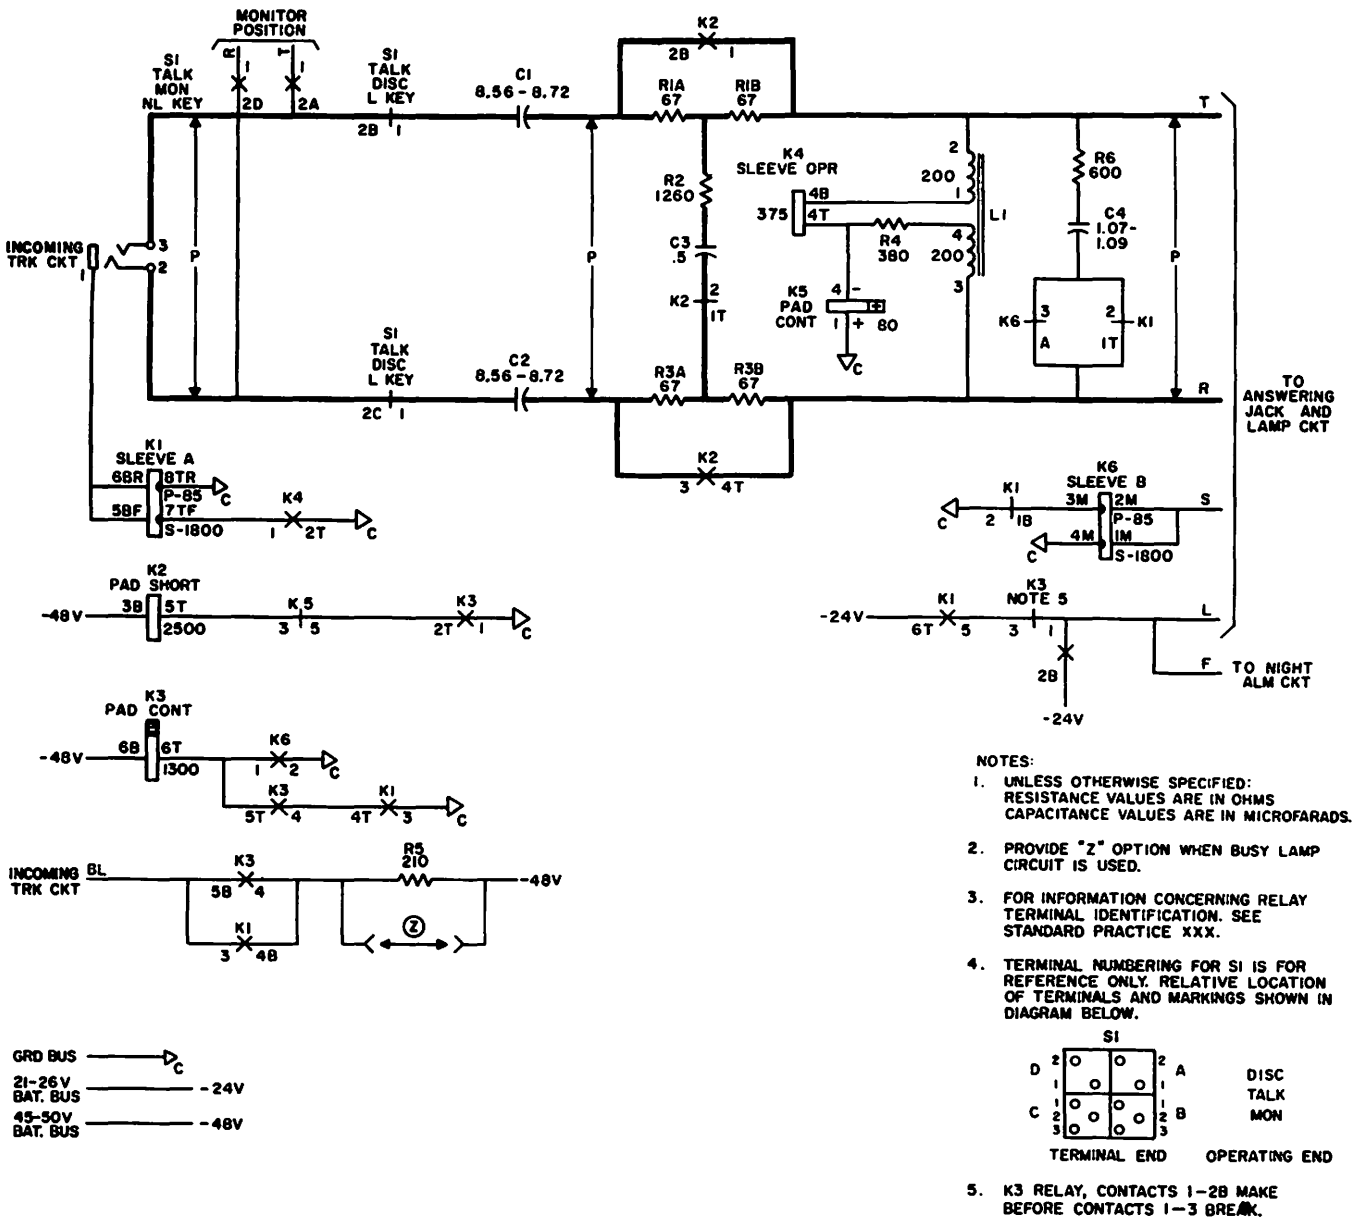 MONITOR
POSITION
R
T
1
1
2D
2A
S1
TALK
MON
NL KEY
S1
TALK
DISC
L KEY
2B 1
C1
8.56-8.72
K2
2B 1
R1A
67
R1B
67
T
P
P
P
R2
1260
C3
.5
K2
2
1T
K4
SLEEVE OPR
4B
375
4T
R4
380
2
200
1
L1
4
200
3
K5
PAD
CONT
4 -
+
1 + 80
C
R6
600
C4
1.07-
1.09
K6
3
A
2
1T
K1
INCOMING
TRK CKT
1
3
2
S1
TALK
DISC
L KEY
2C 1
C2
8.56-8.72
R3A
67
R3B
67
R
K2
3 4T
TO
ANSWERING
JACK AND
LAMP CKT
K1
SLEEVE A
6BR
8TR
P-85
C
5BF
7TF
S-1800
K4
1 2T
C
K6
SLEEVE B
C
K1
2 1B
3M
2M
P-85
S
C
4M
1M
S-1800
K2
PAD SHORT
-48V
3B
5T
2500
K5
3 5
K3
2T 1
C
-24V
K1
6T 5
K3
NOTE 5
3 1
L
2B
-24V
F
TO NIGHT
ALM CKT
K3
PAD CONT
-48V
6B
6T
1300
K6
1 2
C
K3
5T 4
K1
4T 3
C
INCOMING
TRK CKT
BL
K3
5B 4
R5
210
-48V
K1
3 4B
Z
GRD BUS
C
21-26V
BAT. BUS
-24V
45-50V
BAT. BUS
-48V
NOTES:
1. UNLESS OTHERWISE SPECIFIED:
RESISTANCE VALUES ARE IN OHMS
CAPACITANCE VALUES ARE IN MICROFARADS.
2. PROVIDE "Z" OPTION WHEN BUSY LAMP
CIRCUIT IS USED.
3. FOR INFORMATION CONCERNING RELAY
TERMINAL IDENTIFICATION. SEE
STANDARD PRACTICE XXX.
4. TERMINAL NUMBERING FOR S1 IS FOR
REFERENCE ONLY. RELATIVE LOCATION
OF TERMINALS AND MARKINGS SHOWN IN
DIAGRAM BELOW.
S1
D 2 2 A
1 1
C 1 1 B
2 2
3 3
DISC
TALK
MON
TERMINAL END OPERATING END
5. K3 RELAY, CONTACTS 1-2B MAKE
BEFORE CONTACTS 1-3 BREAK.